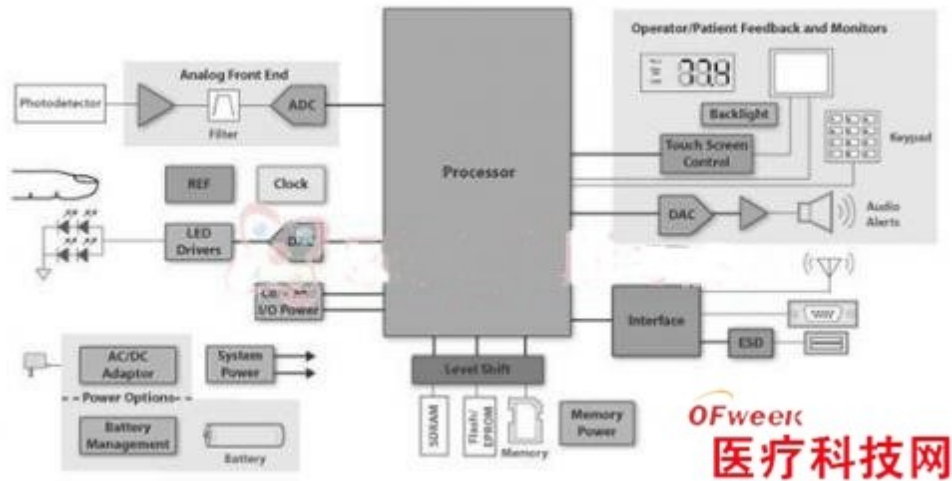 Operator/Patient Feedback and Monitors
77.4
Analog Front End
Photodetector
ADC
Filter
Backlight
Touch Screen
Control
Keypad
Processor
REF
Clock
DAC
Audio
Alerts
LED
Drivers
I/O Power
Interface
ESD
AC/DC
Adaptor
System
Power
Level Shift
Power Options
Battery
Management
Battery
SDRAM
Flash/
EPROM
Memory
Memory
Power
OFweek
医疗科技网